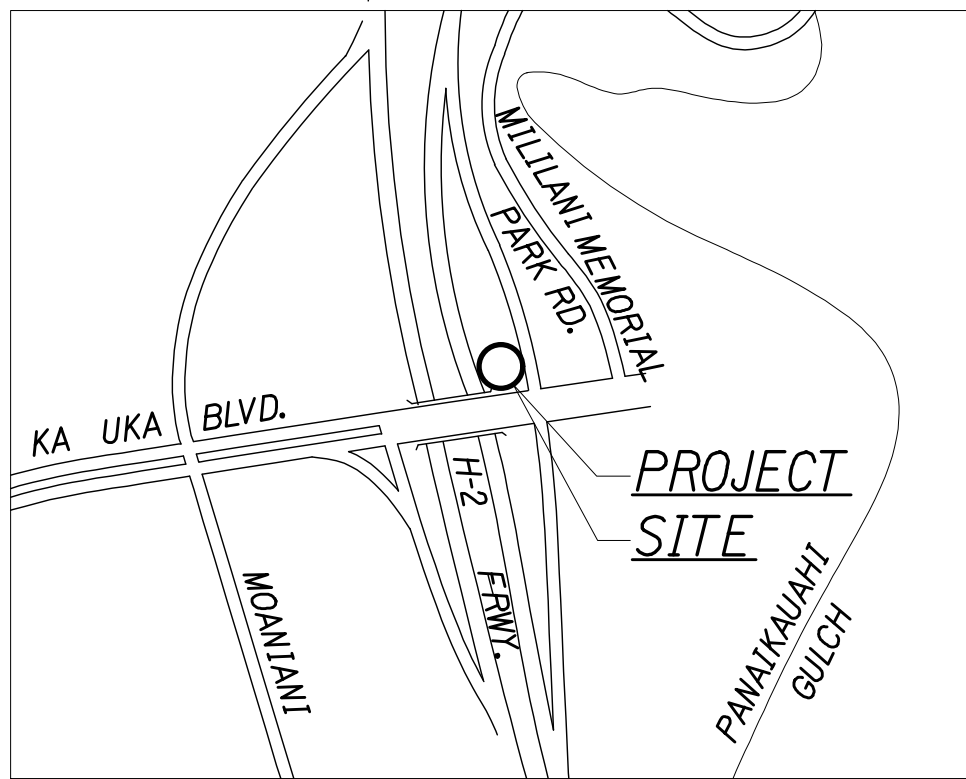 MILILANI MEMORIAL
PARK RD.
KA UKA BLVD.
PROJECT
SITE
H-2
FRWY.
MOANIANI
PANAIKAUAHI
GULCH